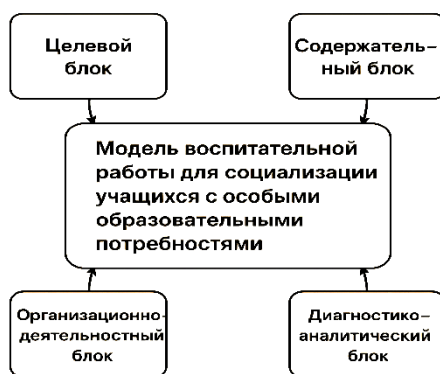 Целевой
блок
Содержатель–
ный блок
Модель воспитательной
работы для социализации
учащихся с особыми
образовательными
потребностями
Организационно-
деятельностный
блок
Диагностико–
аналитический
блок